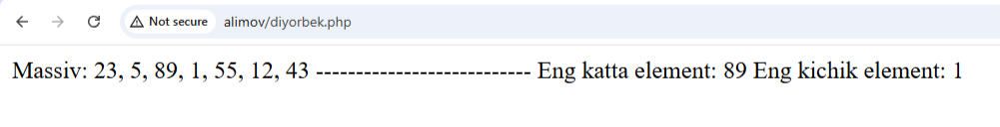 Not secure alimov/diyorbek.php
Massiv: 23, 5, 89, 1, 55, 12, 43 --------------------------- Eng katta element: 89 Eng kichik element: 1